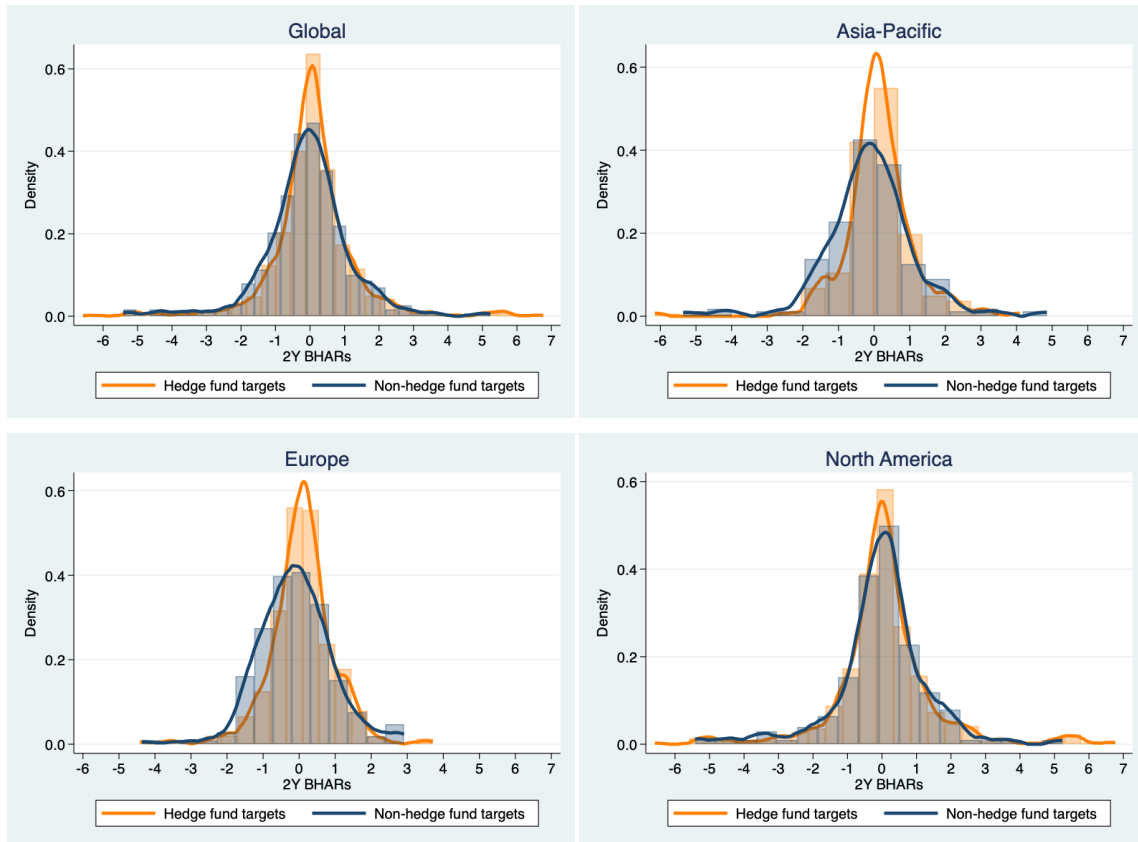 Global
Density
0.6
0.4
0.2
0.0
-6 -5 -4 -3 -2 -1 0 1 2 3 4 5 6 7
2Y BHARs
Hedge fund targets Non-hedge fund targets
Asia-Pacific
Density
0.6
0.4
0.2
0.0
-6 -5 -4 -3 -2 -1 0 1 2 3 4 5 6 7
2Y BHARs
Hedge fund targets Non-hedge fund targets
Europe
Density
0.6
0.4
0.2
0.0
-6 -5 -4 -3 -2 -1 0 1 2 3 4 5 6 7
2Y BHARs
Hedge fund targets Non-hedge fund targets
North America
Density
0.6
0.4
0.2
0.0
-6 -5 -4 -3 -2 -1 0 1 2 3 4 5 6 7
2Y BHARs
Hedge fund targets Non-hedge fund targets